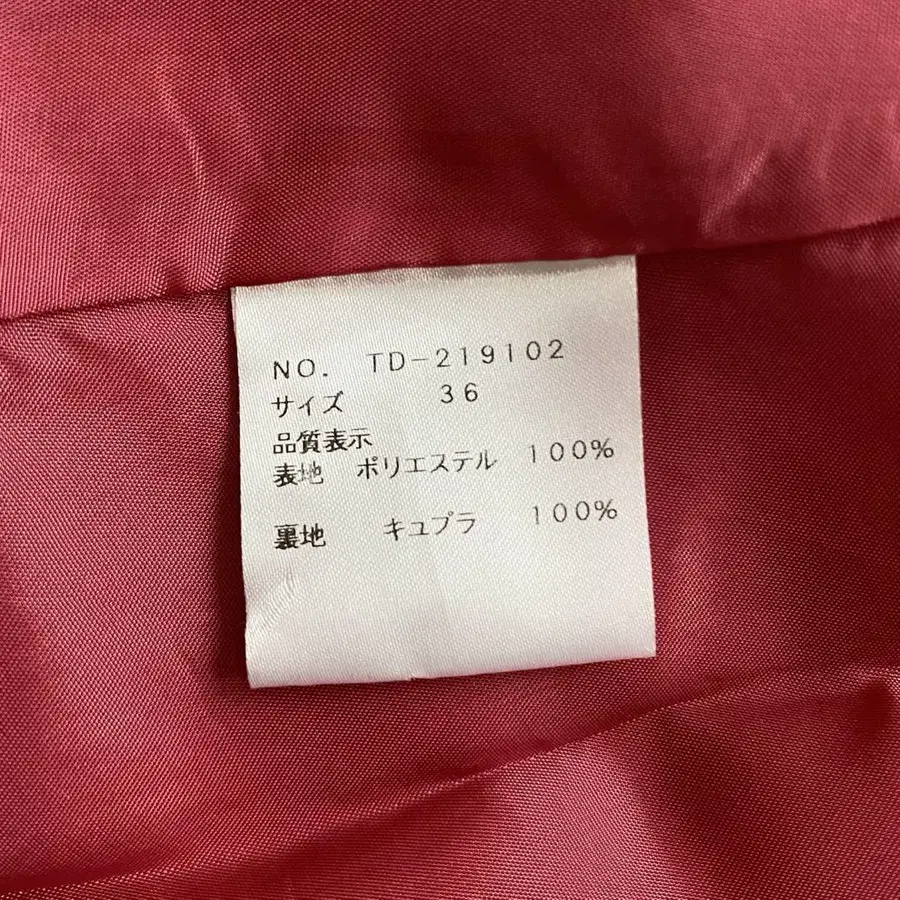 NO. TD-219102
サイズ 36
品質表示
表地 ポリエステル 100%
裏地 キュプラ 100%